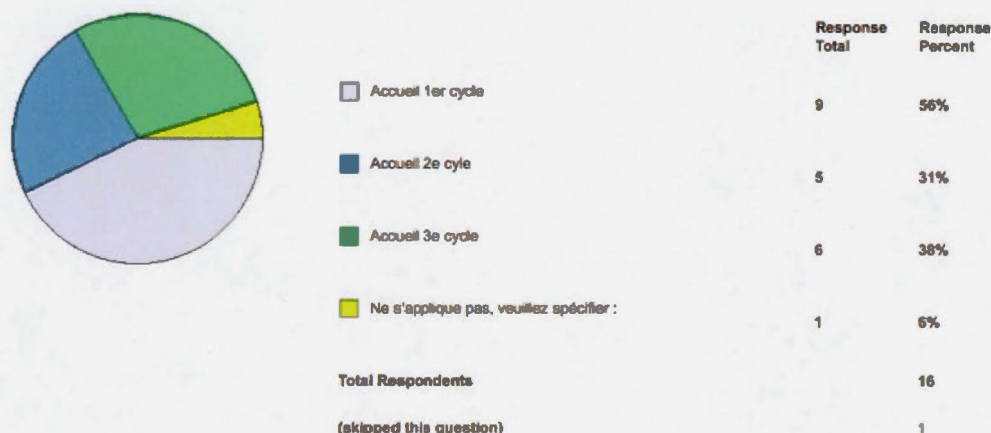 Response Response
Total Percent
Accueil 1er cycle 9 56%
Accueil 2e cyle 5 31%
Accueil 3e cycle 6 38%
Ne s'applique pas, veuillez spécifier : 1 6%
Total Respondents 16
(skipped this question) 1